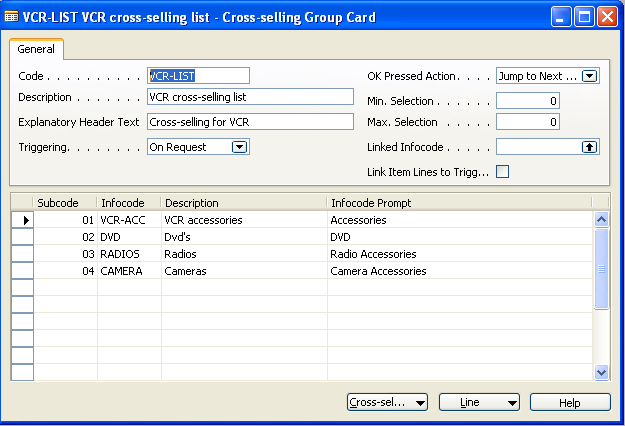 VCR-LIST VCR cross-selling list - Cross-selling Group Card
General
Code . . . . . . . . . . VCR-LIST OK Pressed Action. . . . . Jump to Next ...
Description . . . . . . . VCR cross-selling list Min. Selection . . . . . . 0
Explanatory Header Text Cross-selling for VCR Max. Selection . . . . . 0
Triggering. . . . . . . . On Request Linked Infocode . . . . .
Link Item Lines to Trigg...
Subcode Infocode Description Infocode Prompt
01 VCR-ACC VCR accessories Accessories
02 DVD Dvd's DVD
03 RADIOS Radios Radio Accessories
04 CAMERA Cameras Camera Accessories
Cross-sel... Line Help